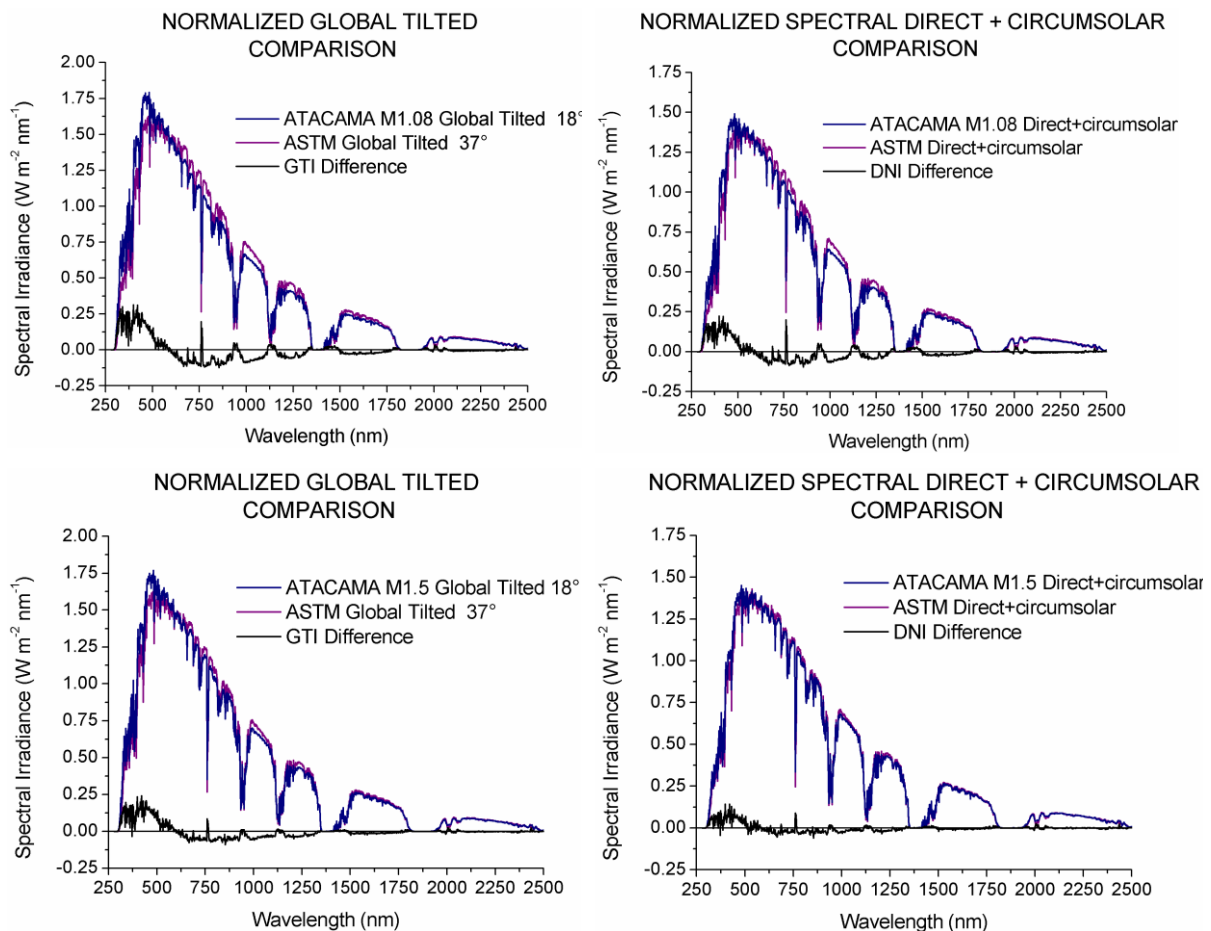 NORMALIZED GLOBAL TILTED
COMPARISON
2.00
1.75
1.50
1.25
1.00
0.75
0.50
0.25
0.00
-0.25
Spectral Irradiance (W m⁻² nm⁻¹)
ATACAMA M1.08 Global Tilted 18°
ASTM Global Tilted 37°
GTI Difference
250 500 750 1000 1250 1500 1750 2000 2250 2500
Wavelength (nm)
NORMALIZED SPECTRAL DIRECT + CIRCUMSOLAR
COMPARISON
1.75
1.50
1.25
1.00
0.75
0.50
0.25
0.00
-0.25
Spectral Irradiance (W m⁻² nm⁻¹)
ATACAMA M1.08 Direct+circumsolar
ASTM Direct+circumsolar
DNI Difference
250 500 750 1000 1250 1500 1750 2000 2250 2500
Wavelength (nm)
NORMALIZED GLOBAL TILTED
COMPARISON
2.00
1.75
1.50
1.25
1.00
0.75
0.50
0.25
0.00
-0.25
Spectral Irradiance (W m⁻² nm⁻¹)
ATACAMA M1.5 Global Tilted 18°
ASTM Global Tilted 37°
GTI Difference
250 500 750 1000 1250 1500 1750 2000 2250 2500
Wavelength (nm)
NORMALIZED SPECTRAL DIRECT + CIRCUMSOLAR
COMPARISON
1.75
1.50
1.25
1.00
0.75
0.50
0.25
0.00
-0.25
Spectral Irradiance (W m⁻² nm⁻¹)
ATACAMA M1.5 Direct+circumsolar
ASTM Direct+circumsolar
DNI Difference
250 500 750 1000 1250 1500 1750 2000 2250 2500
Wavelength (nm)